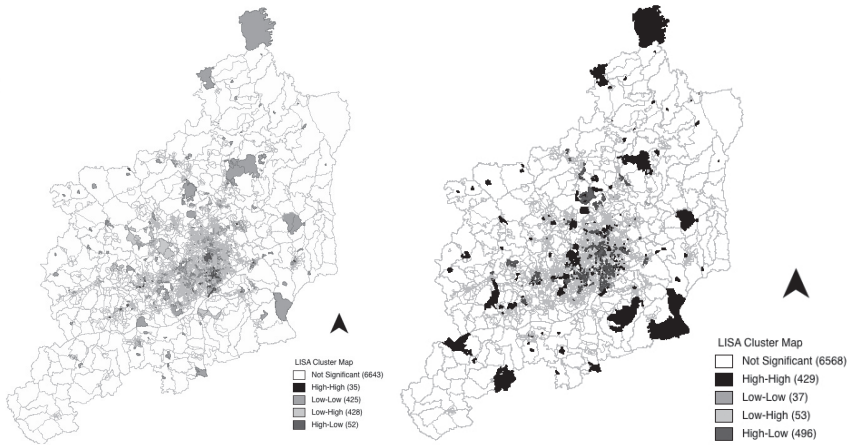 LISA Cluster Map
Not Significant (6643)
High-High (35)
Low-Low (425)
Low-High (428)
High-Low (52)
LISA Cluster Map
Not Significant (6568)
High-High (429)
Low-Low (37)
Low-High (53)
High-Low (496)